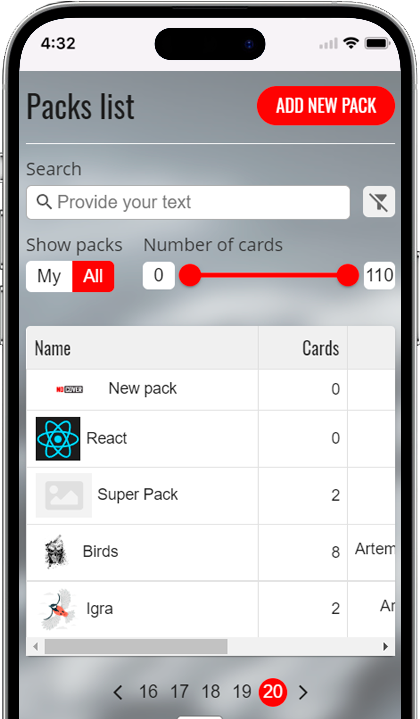 4:32
Packs list
ADD NEW PACK
Search
Provide your text
Show packs Number of cards
My All 0 110
Name Cards
NO COVER New pack 0
React 0
Super Pack 2
Birds 8 Artem
Igra 2 Ar
16 17 18 19 20